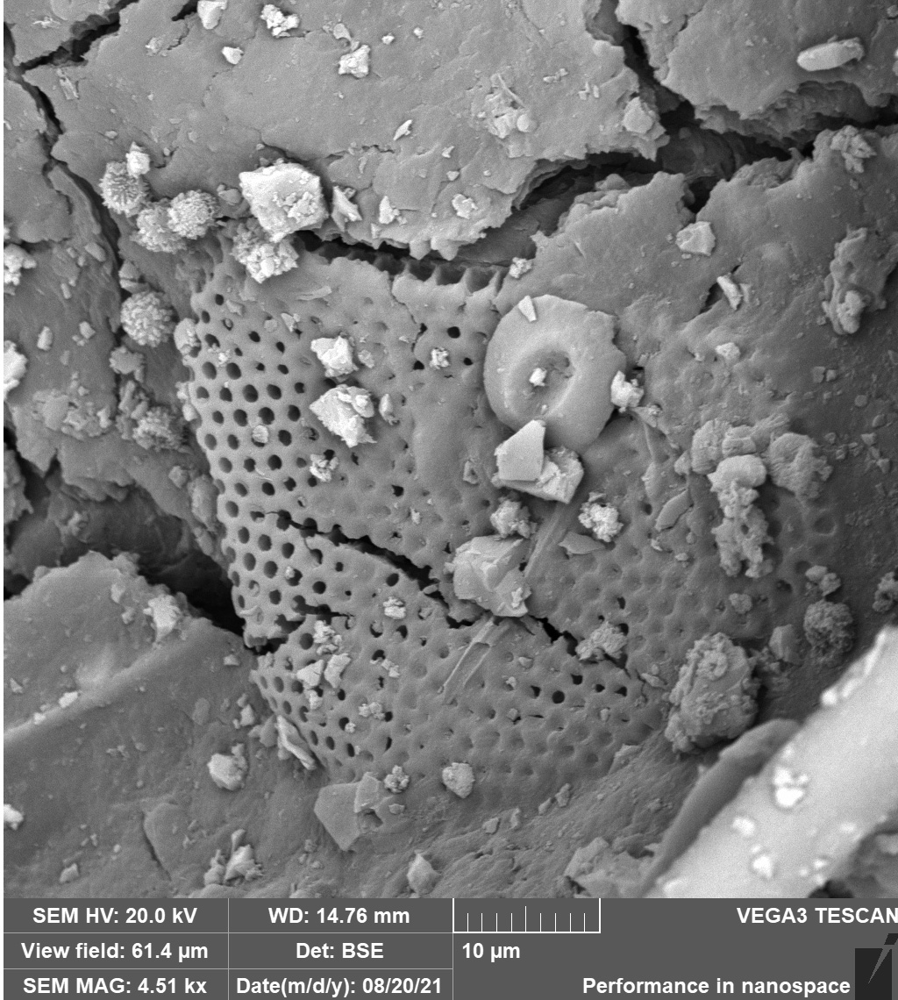 SEM HV: 20.0 kV
WD: 14.76 mm
VEGA3 TESCAN
View field: 61.4 µm
Det: BSE
10 µm
SEM MAG: 4.51 kx
Date(m/d/y): 08/20/21
Performance in nanospace